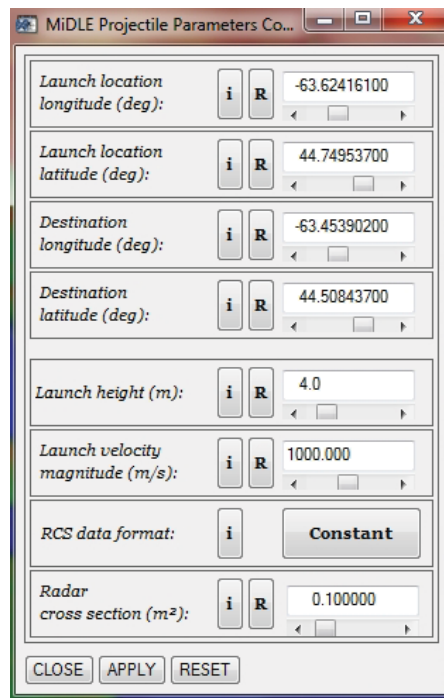 MiDLE Projectile Parameters Co...
Launch location
longitude (deg):
i
R
-63.62416100
Launch location
latitude (deg):
i
R
44.74953700
Destination
longitude (deg):
i
R
-63.45390200
Destination
latitude (deg):
i
R
44.50843700
Launch height (m):
i
R
4.0
Launch velocity
magnitude (m/s):
i
R
1000.000
RCS data format:
i
Constant
Radar
cross section (m²):
i
R
0.100000
CLOSE
APPLY
RESET